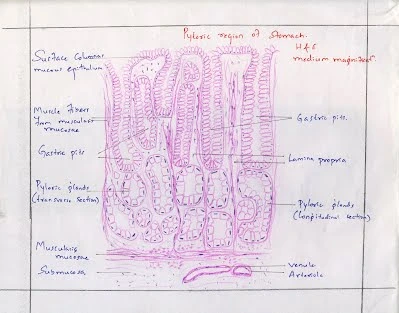 Pyloric region of Stomach.
H&E
medium magnified.
Surface Columnar
mucous epithelium
Muscle fibers
from muscularis
mucosae
Gastric pits
Pyloric glands
(transverse section)
Muscularis
mucosae
Submucosa
Gastric pits.
Lamina propria
Pyloric glands
(longitudinal section)
Venule
Arteriole